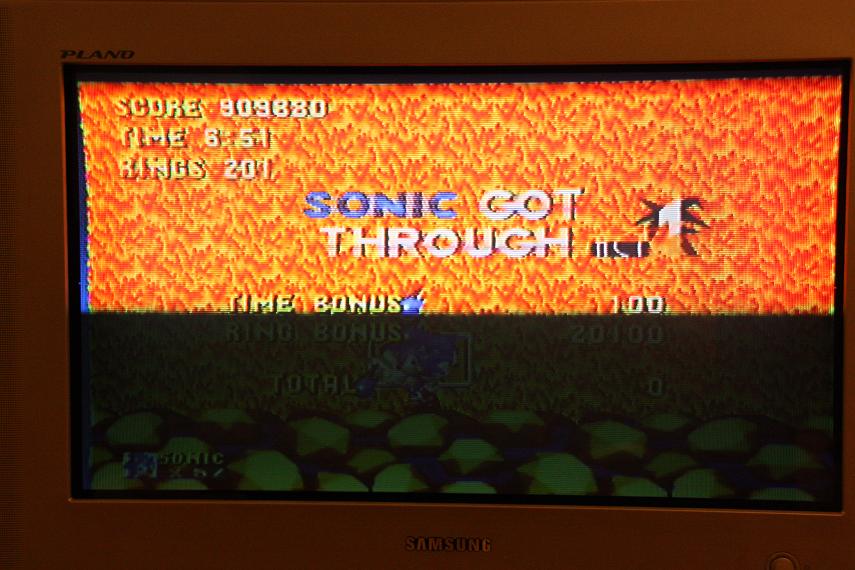 PLANO
SCORE 909880
TIME 6:51
RINGS 201
SONIC GOT
THROUGH
TIME BONUS 100
RING BONUS 20100
TOTAL 0
SONIC
SAMSUNG